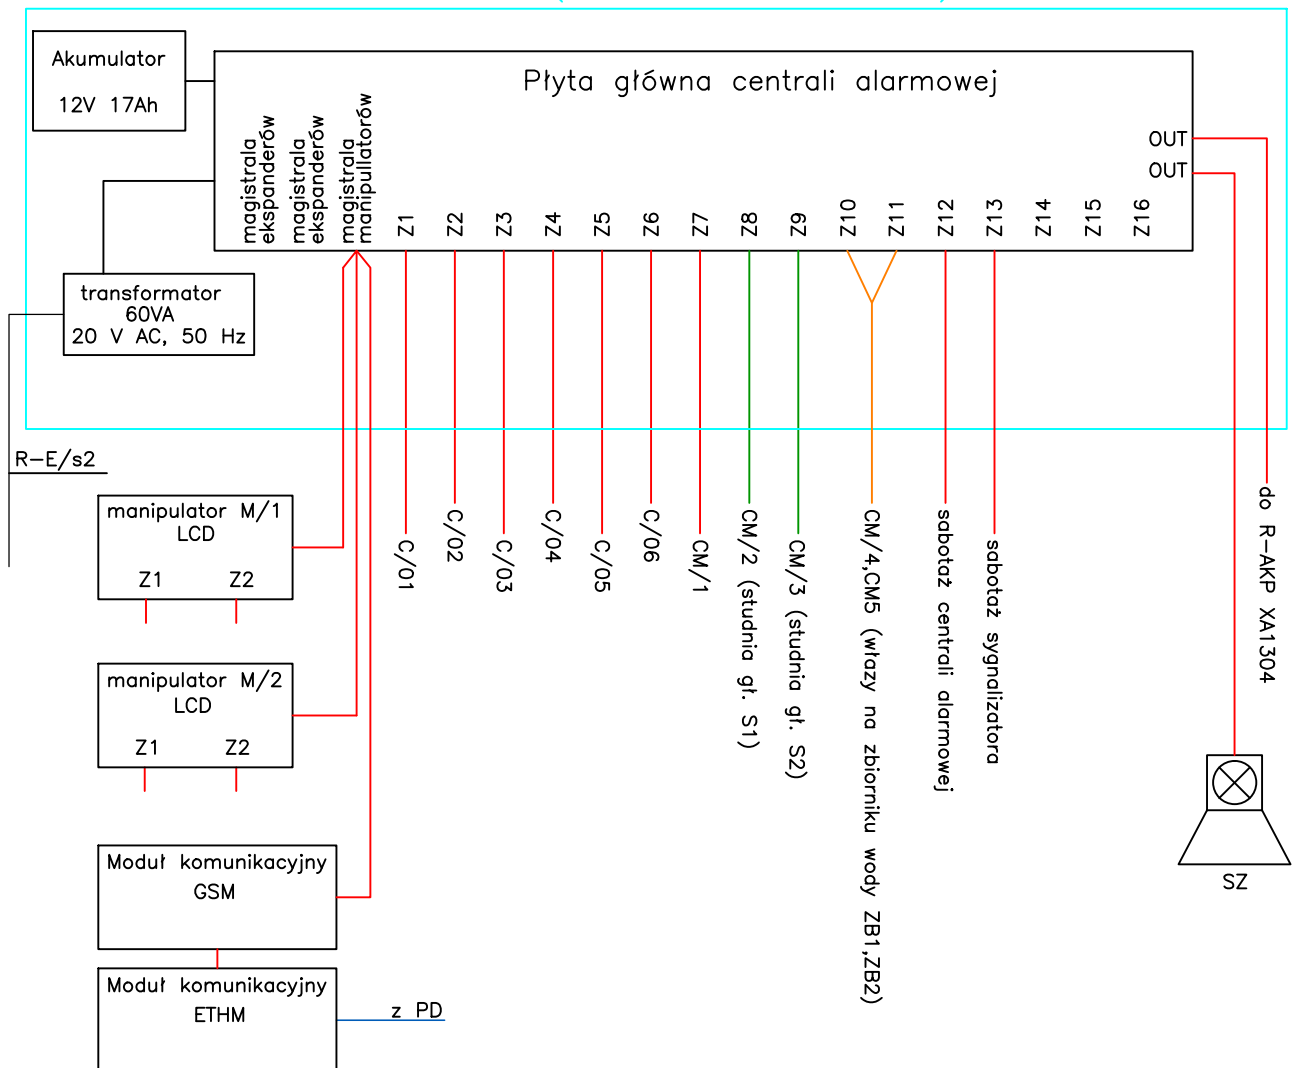 Akumulator
12V 17Ah
Płyta główna centrali alarmowej
magistrala
ekspanderów
magistrala
ekspanderów
magistrala
manipullatorów
Z1
Z2
Z3
Z4
Z5
Z6
Z7
Z8
Z9
Z10
Z11
Z12
Z13
Z14
Z15
Z16
OUT
OUT
transformator
60VA
20 V AC, 50 Hz
R-E/s2
manipulator M/1
LCD
Z1 Z2
manipulator M/2
LCD
Z1 Z2
Moduł komunikacyjny
GSM
Moduł komunikacyjny
ETHM
z PD
C/01
C/02
C/03
C/04
C/05
C/06
CM/1
CM/2 (studnia gł. S1)
CM/3 (studnia gł. S2)
CM/4,CM5 (włazy na zbiorniku wody ZB1,ZB2)
sabotaż centrali alarmowej
sabotaż sygnalizatora
do R-AKP XA1304
SZ